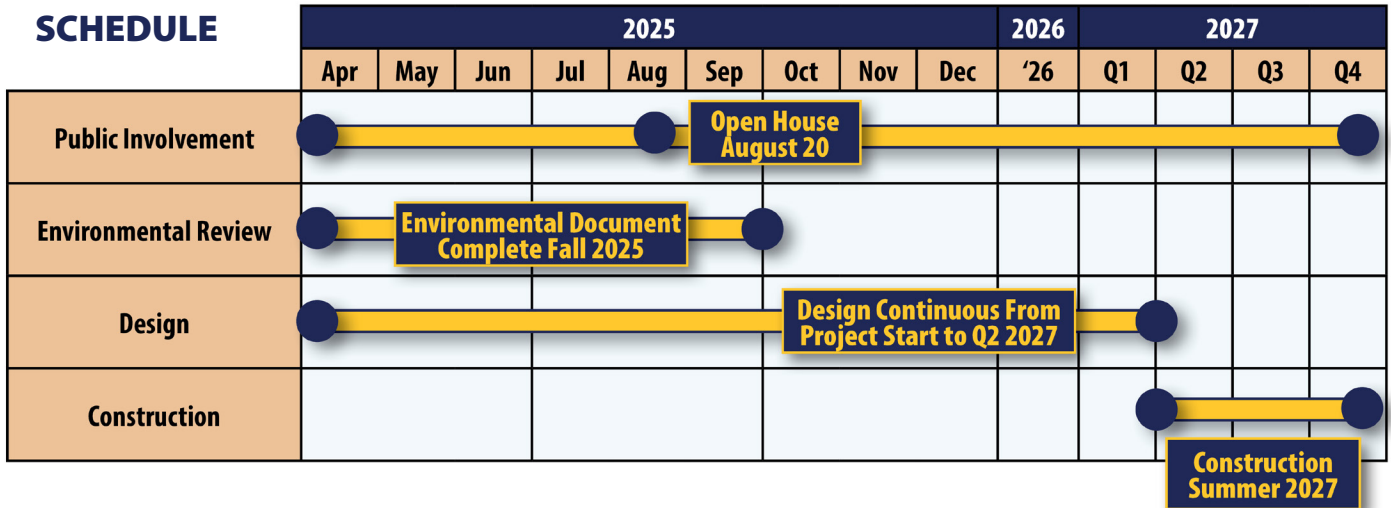 SCHEDULE
2025 2026 2027
Apr May Jun Jul Aug Sep Oct Nov Dec ‘26 Q1 Q2 Q3 Q4
Public Involvement
Open House
August 20
Environmental Review
Environmental Document
Complete Fall 2025
Design
Design Continuous From
Project Start to Q2 2027
Construction
Construction
Summer 2027